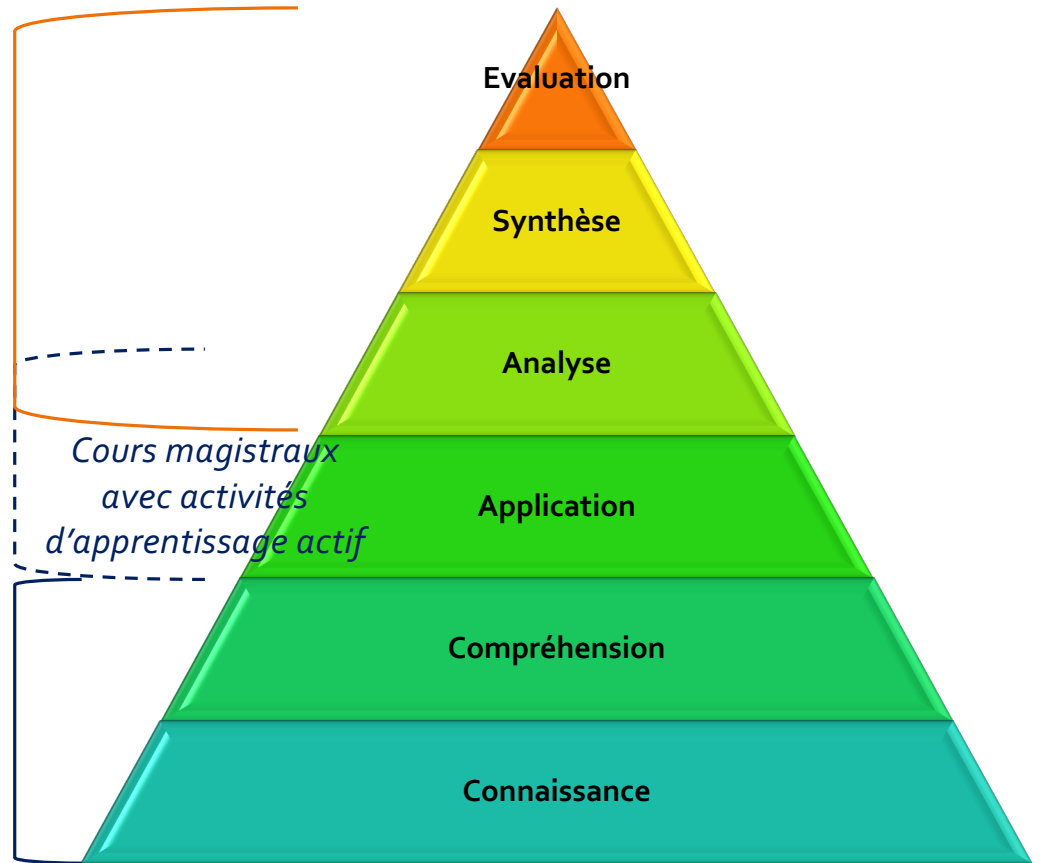 Evaluation
Synthèse
Analyse
Cours magistraux
avec activités
d'apprentissage actif
Application
Compréhension
Connaissance